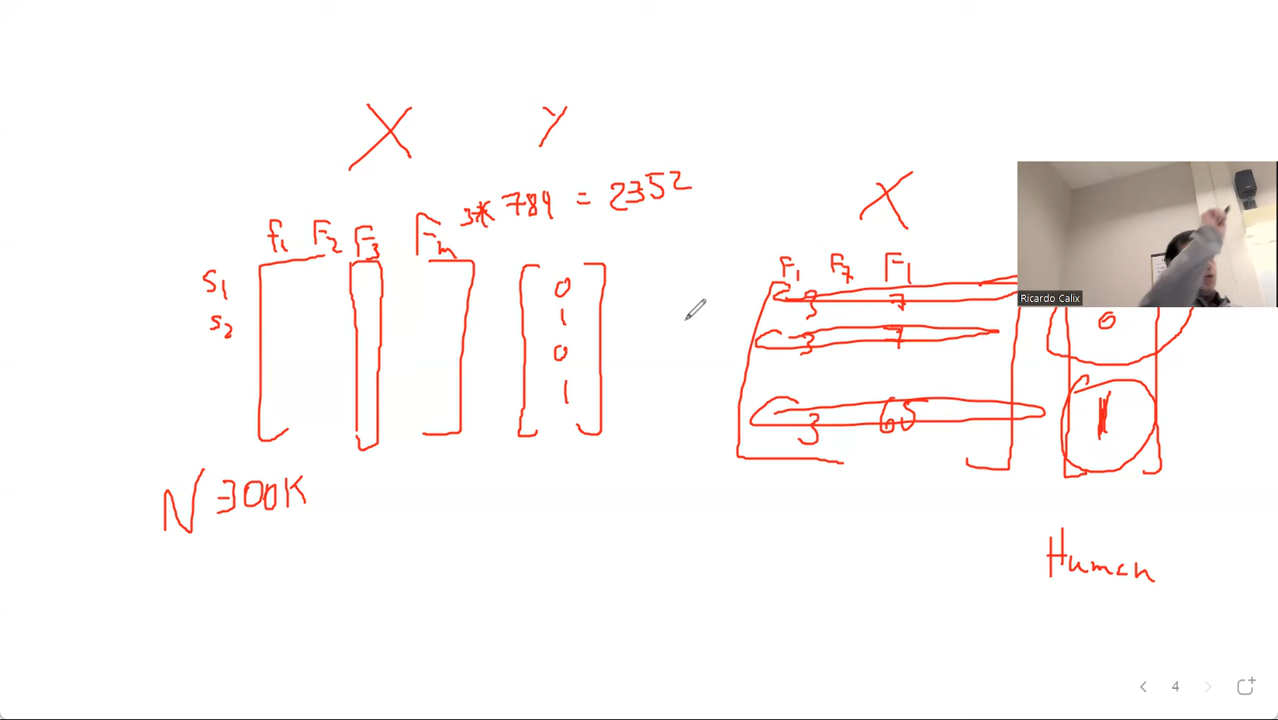 X Y
3* 784 = 2352
f1 F2 F3 Fm
S1
S2
0
1
0
1
N 300K
X
F1 F7 F1
3 7
3 7
3 65
0
1
Human
Ricardo Calix
4